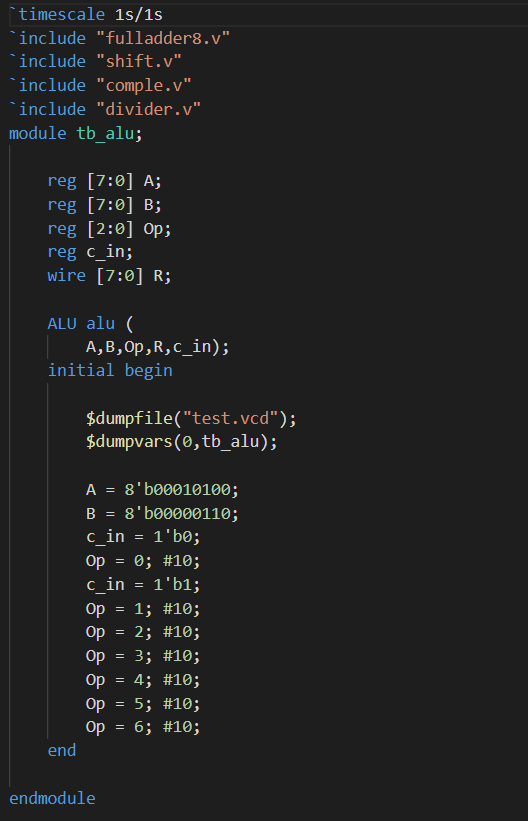 `timescale 1s/1s
`include "fulladder8.v"
`include "shift.v"
`include "comple.v"
`include "divider.v"
module tb_alu;
reg [7:0] A;
reg [7:0] B;
reg [2:0] Op;
reg c_in;
wire [7:0] R;
ALU alu (
A,B,Op,R,c_in);
initial begin
$dumpfile("test.vcd");
$dumpvars(0,tb_alu);
A = 8'b00010100;
B = 8'b00000110;
c_in = 1'b0;
Op = 0; #10;
c_in = 1'b1;
Op = 1; #10;
Op = 2; #10;
Op = 3; #10;
Op = 4; #10;
Op = 5; #10;
Op = 6; #10;
end
endmodule